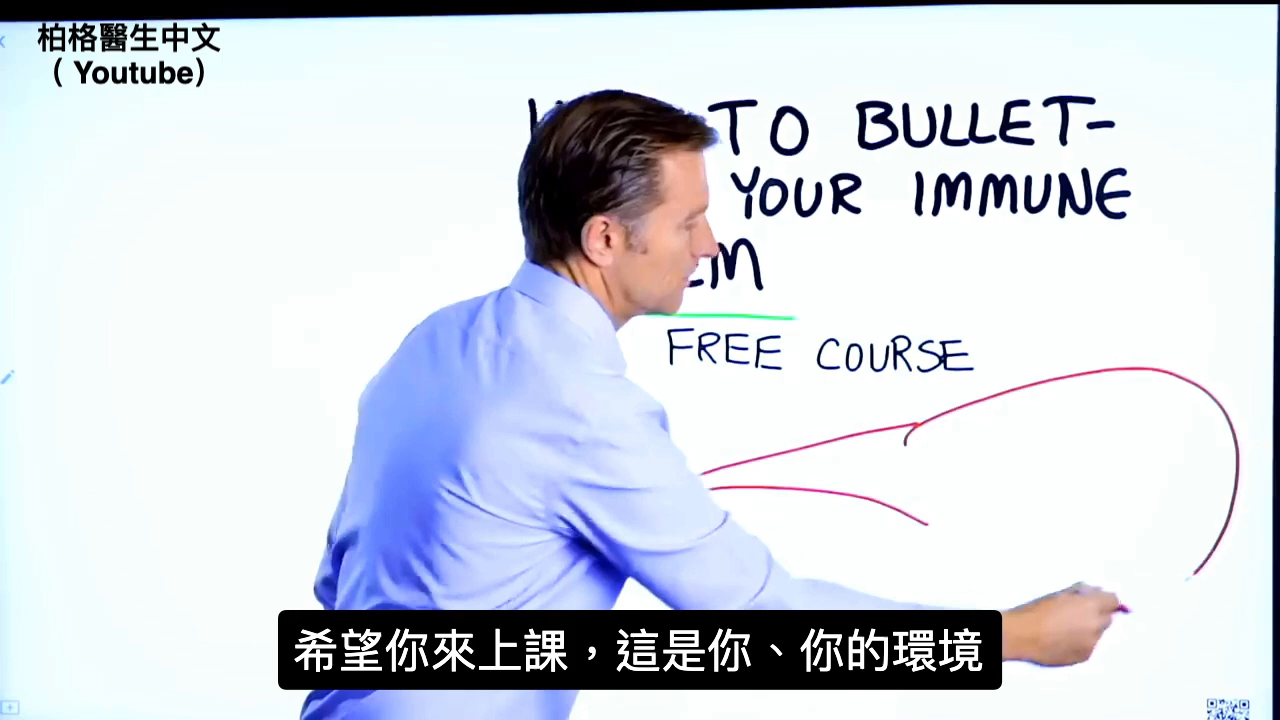 柏格醫生中文
( Youtube)
TO BULLET-
YOUR IMMUNE
FREE COURSE
希望你來上課，這是你、你的環境